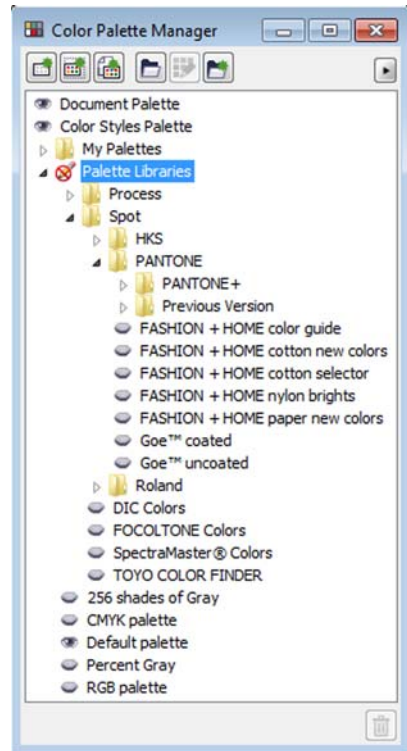 Color Palette Manager
Document Palette
Color Styles Palette
My Palettes
Palette Libraries
Process
Spot
HKS
PANTONE
PANTONE+
Previous Version
FASHION + HOME color guide
FASHION + HOME cotton new colors
FASHION + HOME cotton selector
FASHION + HOME nylon brights
FASHION + HOME paper new colors
Goe™ coated
Goe™ uncoated
Roland
DIC Colors
FOCOLTONE Colors
SpectraMaster® Colors
TOYO COLOR FINDER
256 shades of Gray
CMYK palette
Default palette
Percent Gray
RGB palette